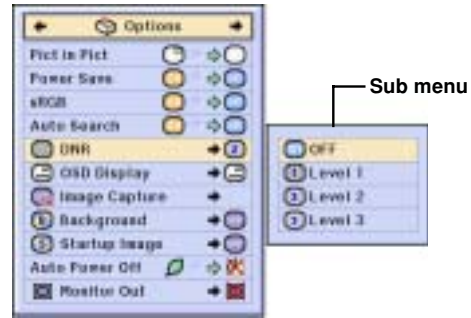 Options
Pict in Pict
Power Save
sRGB
Auto Search
DNR
OSD Display
Image Capture
Background
Startup Image
Auto Power Off
Monitor Out
Sub menu
OFF
Level 1
Level 2
Level 3